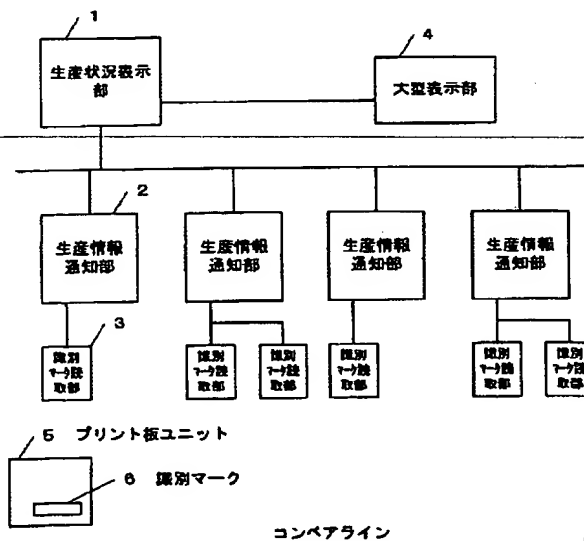 1
生産状況表示
部
4
大型表示部
2
生産情報
通知部
生産情報
通知部
生産情報
通知部
生産情報
通知部
3
識別
マーク読
取部
識別
マーク読
取部
識別
マーク読
取部
識別
マーク読
取部
識別
マーク読
取部
識別
マーク読
取部
5 プリント板ユニット
6 識別マーク
コンベアライン